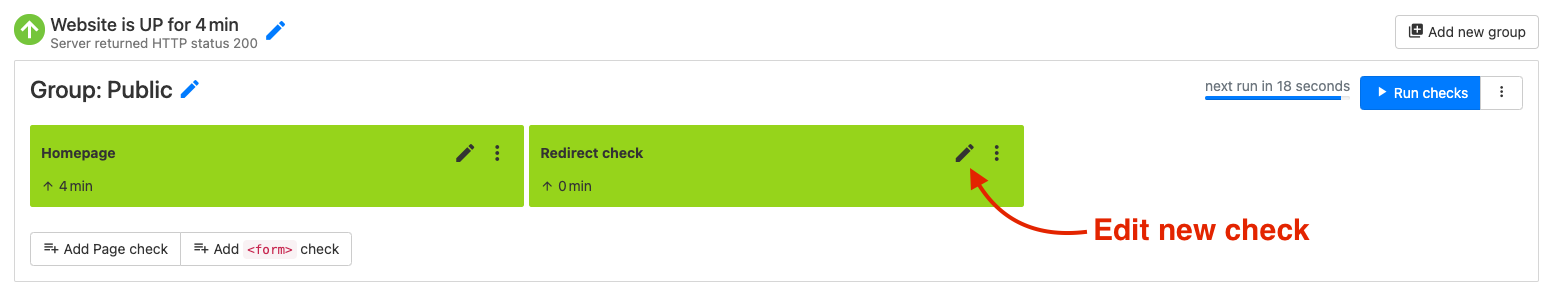 Website is UP for 4 min
Server returned HTTP status 200
Add new group
Group: Public
next run in 18 seconds
Run checks
Homepage
4 min
Redirect check
0 min
Edit new check
Add Page check
Add <form> check